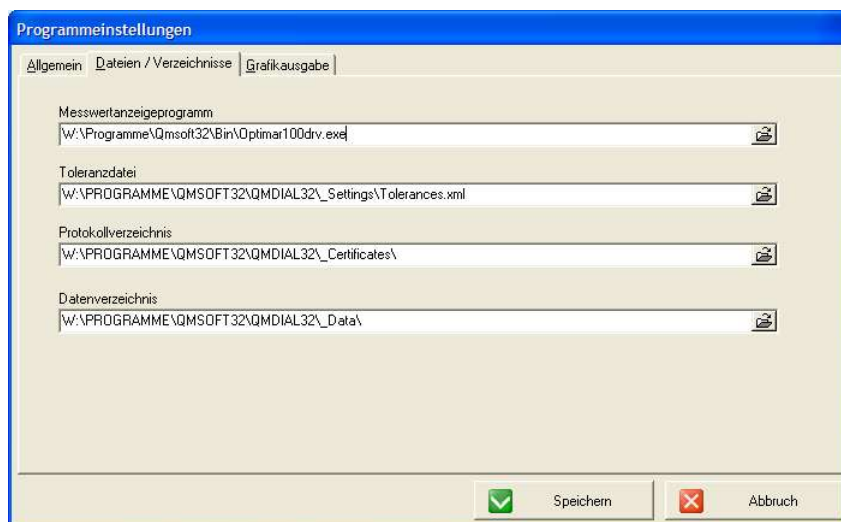 Programmeinstellungen
Allgemein Dateien / Verzeichnisse Grafikausgabe
Messwertanzeigeprogramm
W:\Programme\Qmsoft32\Bin\Optimar100drv.exe
Toleranzdatei
W:\PROGRAMME\QMSOFT32\QMDIAL32\_Settings\Tolerances.xml
Protokollverzeichnis
W:\PROGRAMME\QMSOFT32\QMDIAL32\_Certificates\
Datenverzeichnis
W:\PROGRAMME\QMSOFT32\QMDIAL32\_Data\
Speichern Abbruch